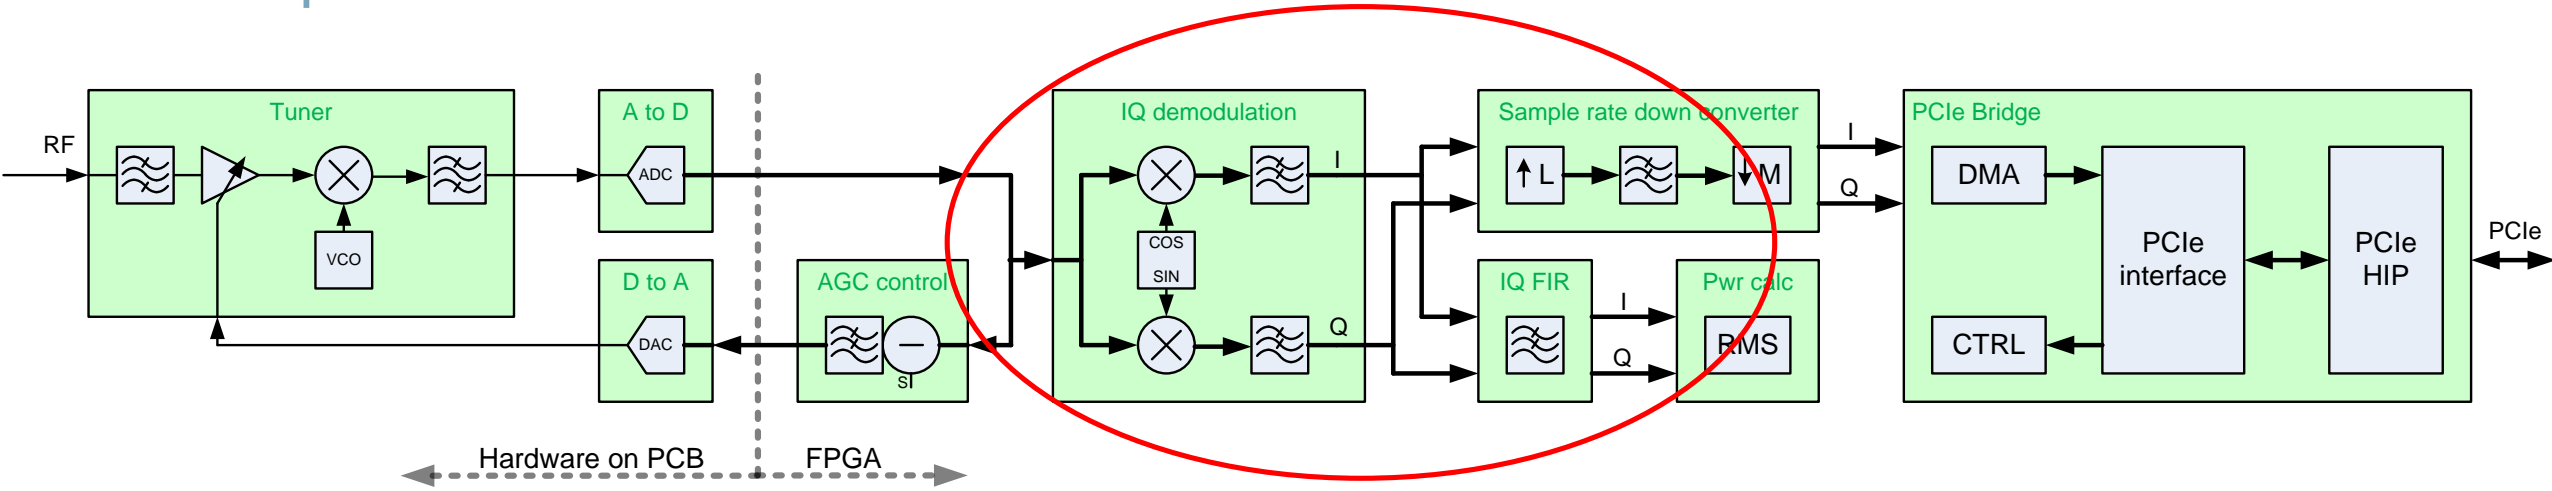 RF
Tuner
VCO
A to D
ADC
D to A
DAC
AGC control
SI
Hardware on PCB
FPGA
IQ demodulation
COS
SIN
I
Q
Sample rate down converter
L
M
I
Q
IQ FIR
I
Q
Pwr calc
RMS
PCIe Bridge
DMA
CTRL
PCIe
interface
PCIe
HIP
PCIe